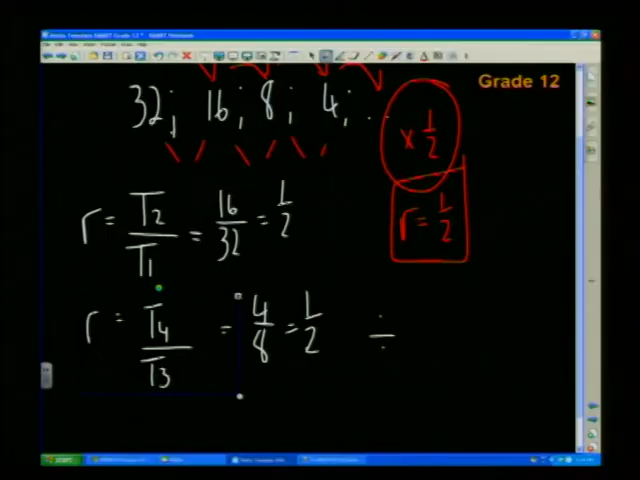 Grade 12
32; 16; 8; 4; ...
× 1/2
r = T2/T1 = 16/32 = 1/2
r = 1/2
r = T4/T3 = 4/8 = 1/2 ÷